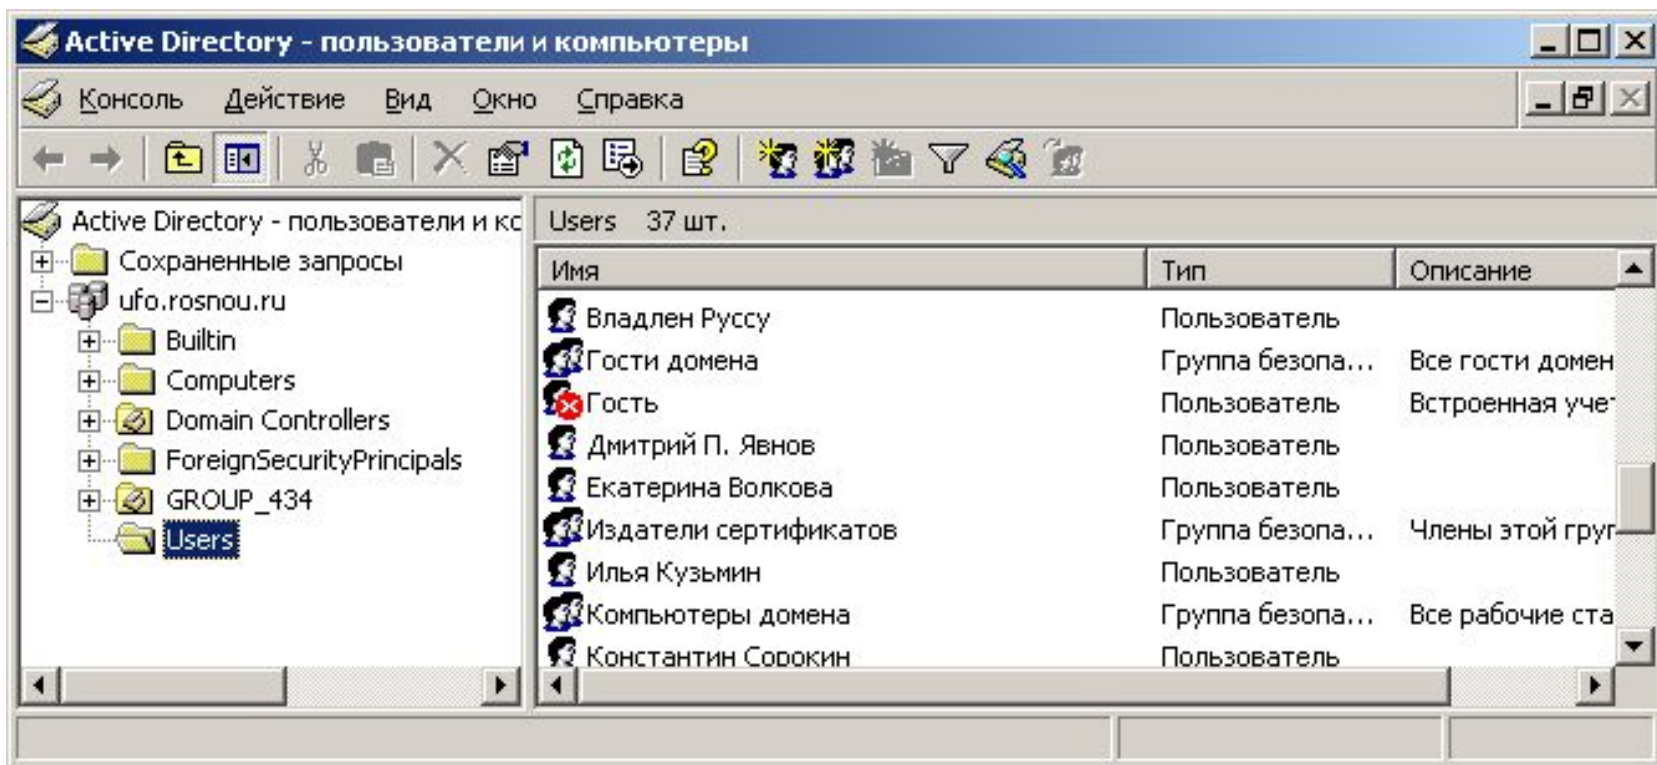 Active Directory - пользователи и компьютеры
Консоль Действие Вид Окно Справка
Active Directory - пользователи и кс
Сохраненные запросы
ufo.rosnou.ru
Builtin
Computers
Domain Controllers
ForeignSecurityPrincipals
GROUP_434
Users
Users 37 шт.
Имя Тип Описание
Владлен Руссу Пользователь
Гости домена Группа безопа... Все гости домен
Гость Пользователь Встроенная учет
Дмитрий П. Явнов Пользователь
Екатерина Волкова Пользователь
Издатели сертификатов Группа безопа... Члены этой груп
Илья Кузьмин Пользователь
Компьютеры домена Группа безопа... Все рабочие ста
Константин Сорокин Пользователь